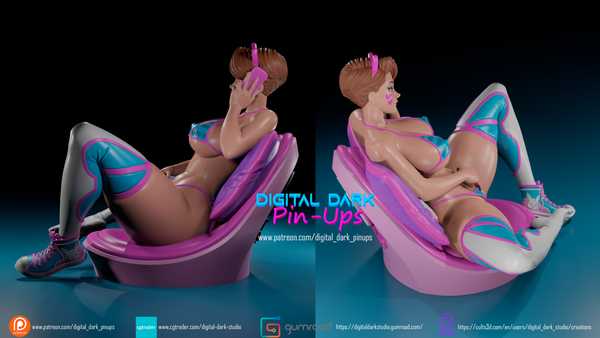 DIGITAL DARK
Pin-Ups
www.patreon.com/digital_dark_pinups
www.patreon.com/digital_dark_pinups
cgtrader
www.cgtrader.com/digital-dark-studio
gumroad
https://digitaldarkstudio.gumroad.com/
https://cults3d.com/en/users/digital_dark_studio/creations